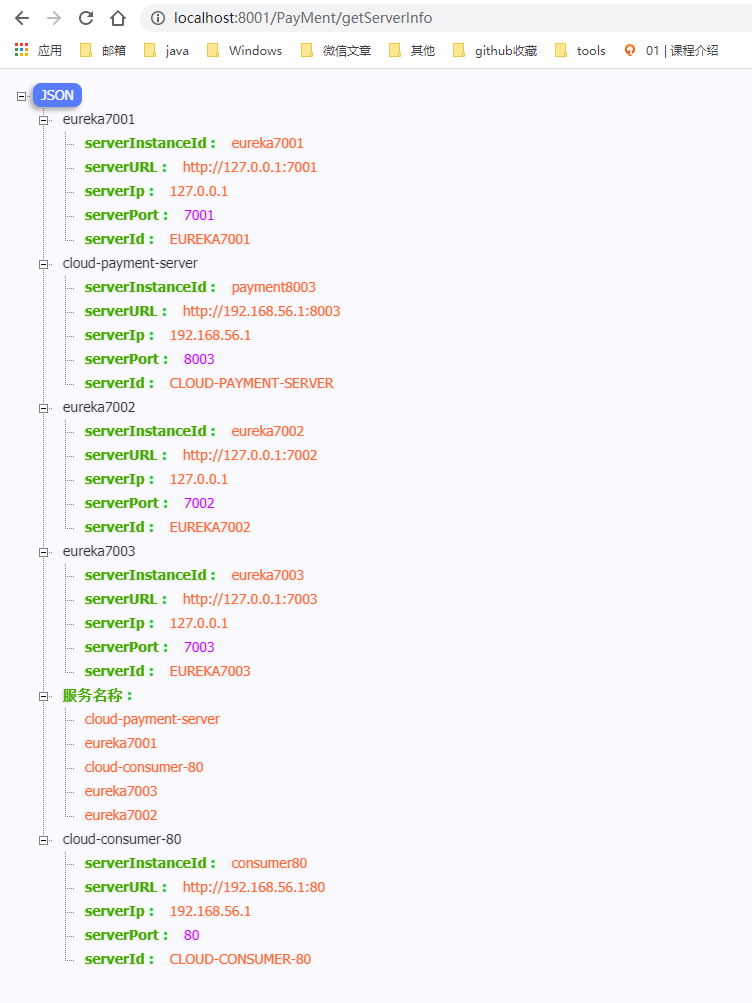 localhost:8001/PayMent/getServerInfo
应用 邮箱 java Windows 微信文章 其他 github收藏 tools 01 | 课程介绍
JSON
eureka7001
serverInstanceId : eureka7001
serverURL : http://127.0.0.1:7001
serverIp : 127.0.0.1
serverPort : 7001
serverId : EUREKA7001
cloud-payment-server
serverInstanceId : payment8003
serverURL : http://192.168.56.1:8003
serverIp : 192.168.56.1
serverPort : 8003
serverId : CLOUD-PAYMENT-SERVER
eureka7002
serverInstanceId : eureka7002
serverURL : http://127.0.0.1:7002
serverIp : 127.0.0.1
serverPort : 7002
serverId : EUREKA7002
eureka7003
serverInstanceId : eureka7003
serverURL : http://127.0.0.1:7003
serverIp : 127.0.0.1
serverPort : 7003
serverId : EUREKA7003
服务名称 :
cloud-payment-server
eureka7001
cloud-consumer-80
eureka7003
eureka7002
cloud-consumer-80
serverInstanceId : consumer80
serverURL : http://192.168.56.1:80
serverIp : 192.168.56.1
serverPort : 80
serverId : CLOUD-CONSUMER-80